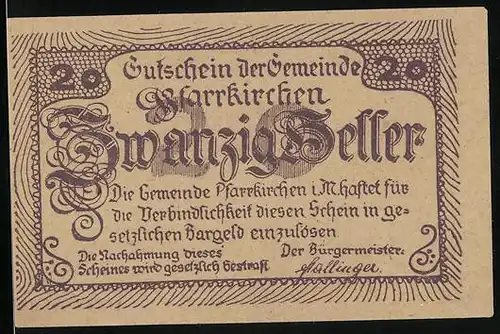 20 Gutschein der Gemeinde 20
Pfarrkirchen
Zwanzig Heller
Die Gemeinde Pfarrkirchen i.M. haftet für
die Verbindlichkeit diesen Schein in ge-
setzlichen Bargeld einzulösen
Die Nachahmung dieses Der Bürgermeister:
Scheines wird gesetzlich bestraft